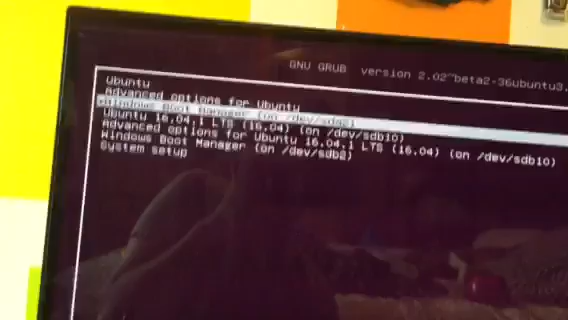 GNU GRUB version 2.02~beta2-36ubuntu3.
Ubuntu
Advanced options for Ubuntu
*Windows Boot Manager (on /dev/sda2)
Ubuntu 16.04.1 LTS (16.04) (on /dev/sdb10)
Advanced options for Ubuntu 16.04.1 LTS (16.04) (on /dev/sdb10)
Windows Boot Manager (on /dev/sdb2)
System setup